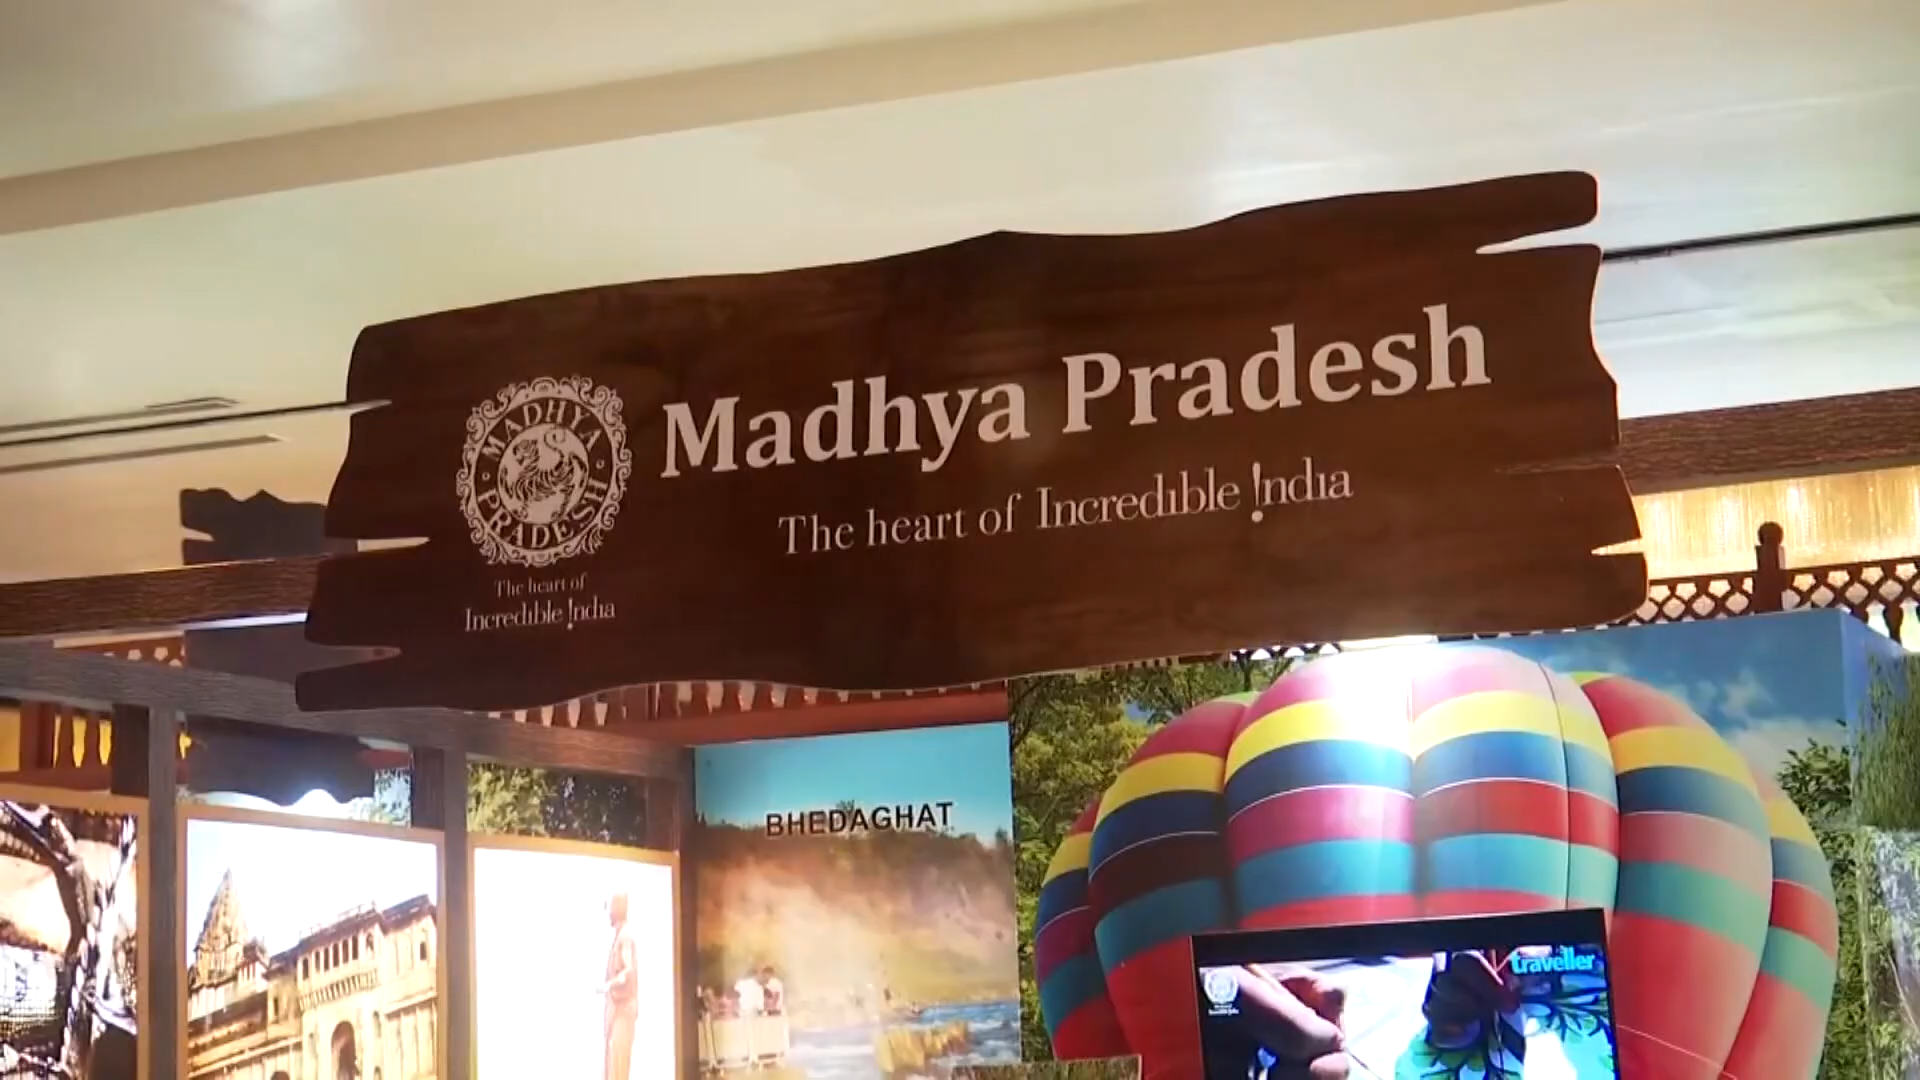 MADHYA
PRADESH
The heart of
Incredible !ndia
Madhya Pradesh
The heart of Incredible !ndia
BHEDAGHAT
traveller